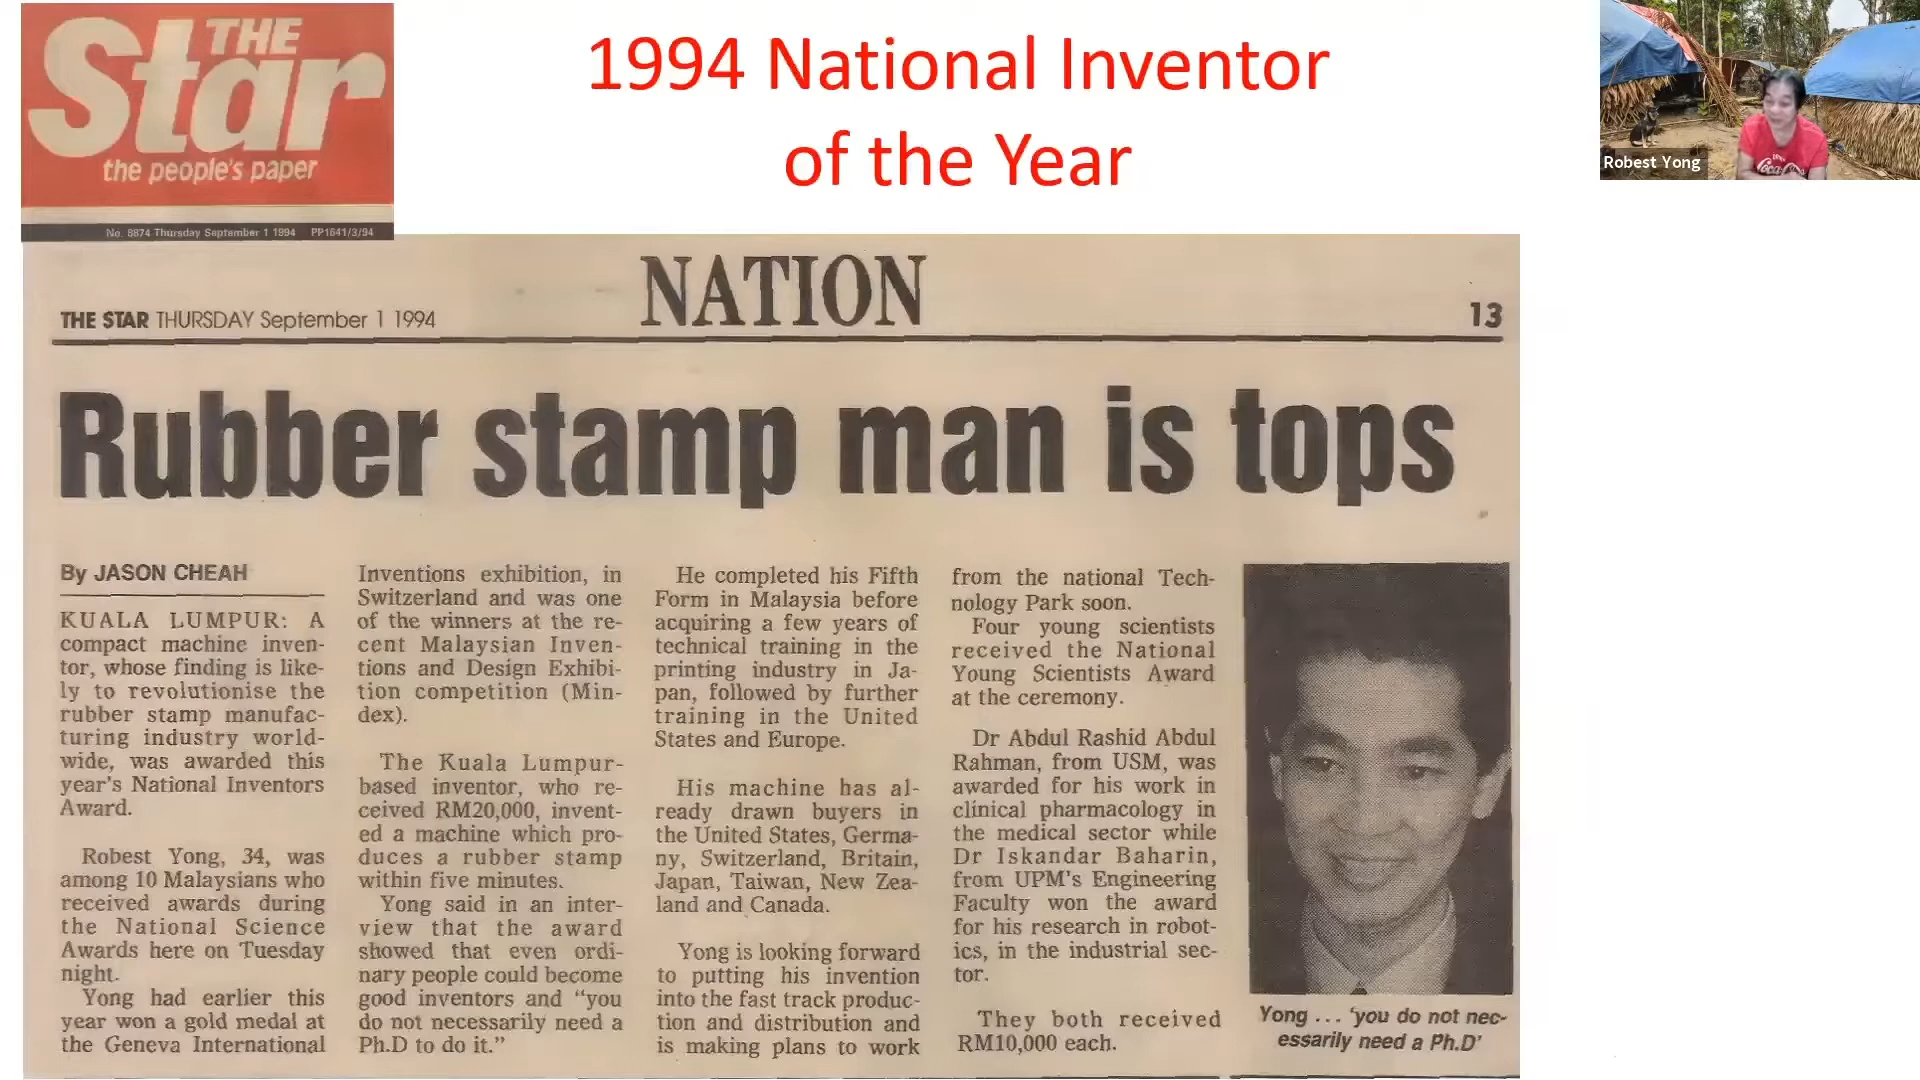 THE
Star
the people's paper
No. 8874 Thursday September 1 1994 PP1641/3/94
1994 National Inventor
of the Year
Robest Yong
NATION
THE STAR THURSDAY September 1 1994
13
Rubber stamp man is tops
By JASON CHEAH
KUALA LUMPUR: A
compact machine inven-
tor, whose finding is like-
ly to revolutionise the
rubber stamp manufac-
turing industry world-
wide, was awarded this
year's National Inventors
Award.
Robest Yong, 34, was
among 10 Malaysians who
received awards during
the National Science
Awards here on Tuesday
night.
Yong had earlier this
year won a gold medal at
the Geneva International
Inventions exhibition, in
Switzerland and was one
of the winners at the re-
cent Malaysian Inven-
tions and Design Exhibi-
tion competition (Min-
dex).
The Kuala Lumpur-
based inventor, who re-
ceived RM20,000, invent-
ed a machine which pro-
duces a rubber stamp
within five minutes.
Yong said in an inter-
view that the award
showed that even ordi-
nary people could become
good inventors and “you
do not necessarily need a
Ph.D to do it.”
He completed his Fifth
Form in Malaysia before
acquiring a few years of
technical training in the
printing industry in Ja-
pan, followed by further
training in the United
States and Europe.
His machine has al-
ready drawn buyers in
the United States, Germa-
ny, Switzerland, Britain,
Japan, Taiwan, New Zea-
land and Canada.
Yong is looking forward
to putting his invention
into the fast track produc-
tion and distribution and
is making plans to work
from the national Tech-
nology Park soon.
Four young scientists
received the National
Young Scientists Award
at the ceremony.
Dr Abdul Rashid Abdul
Rahman, from USM, was
awarded for his work in
clinical pharmacology in
the medical sector while
Dr Iskandar Baharin,
from UPM's Engineering
Faculty won the award
for his research in robot-
ics, in the industrial sec-
tor.
They both received
RM10,000 each.
Yong . . . ‘you do not nec-
essarily need a Ph.D’